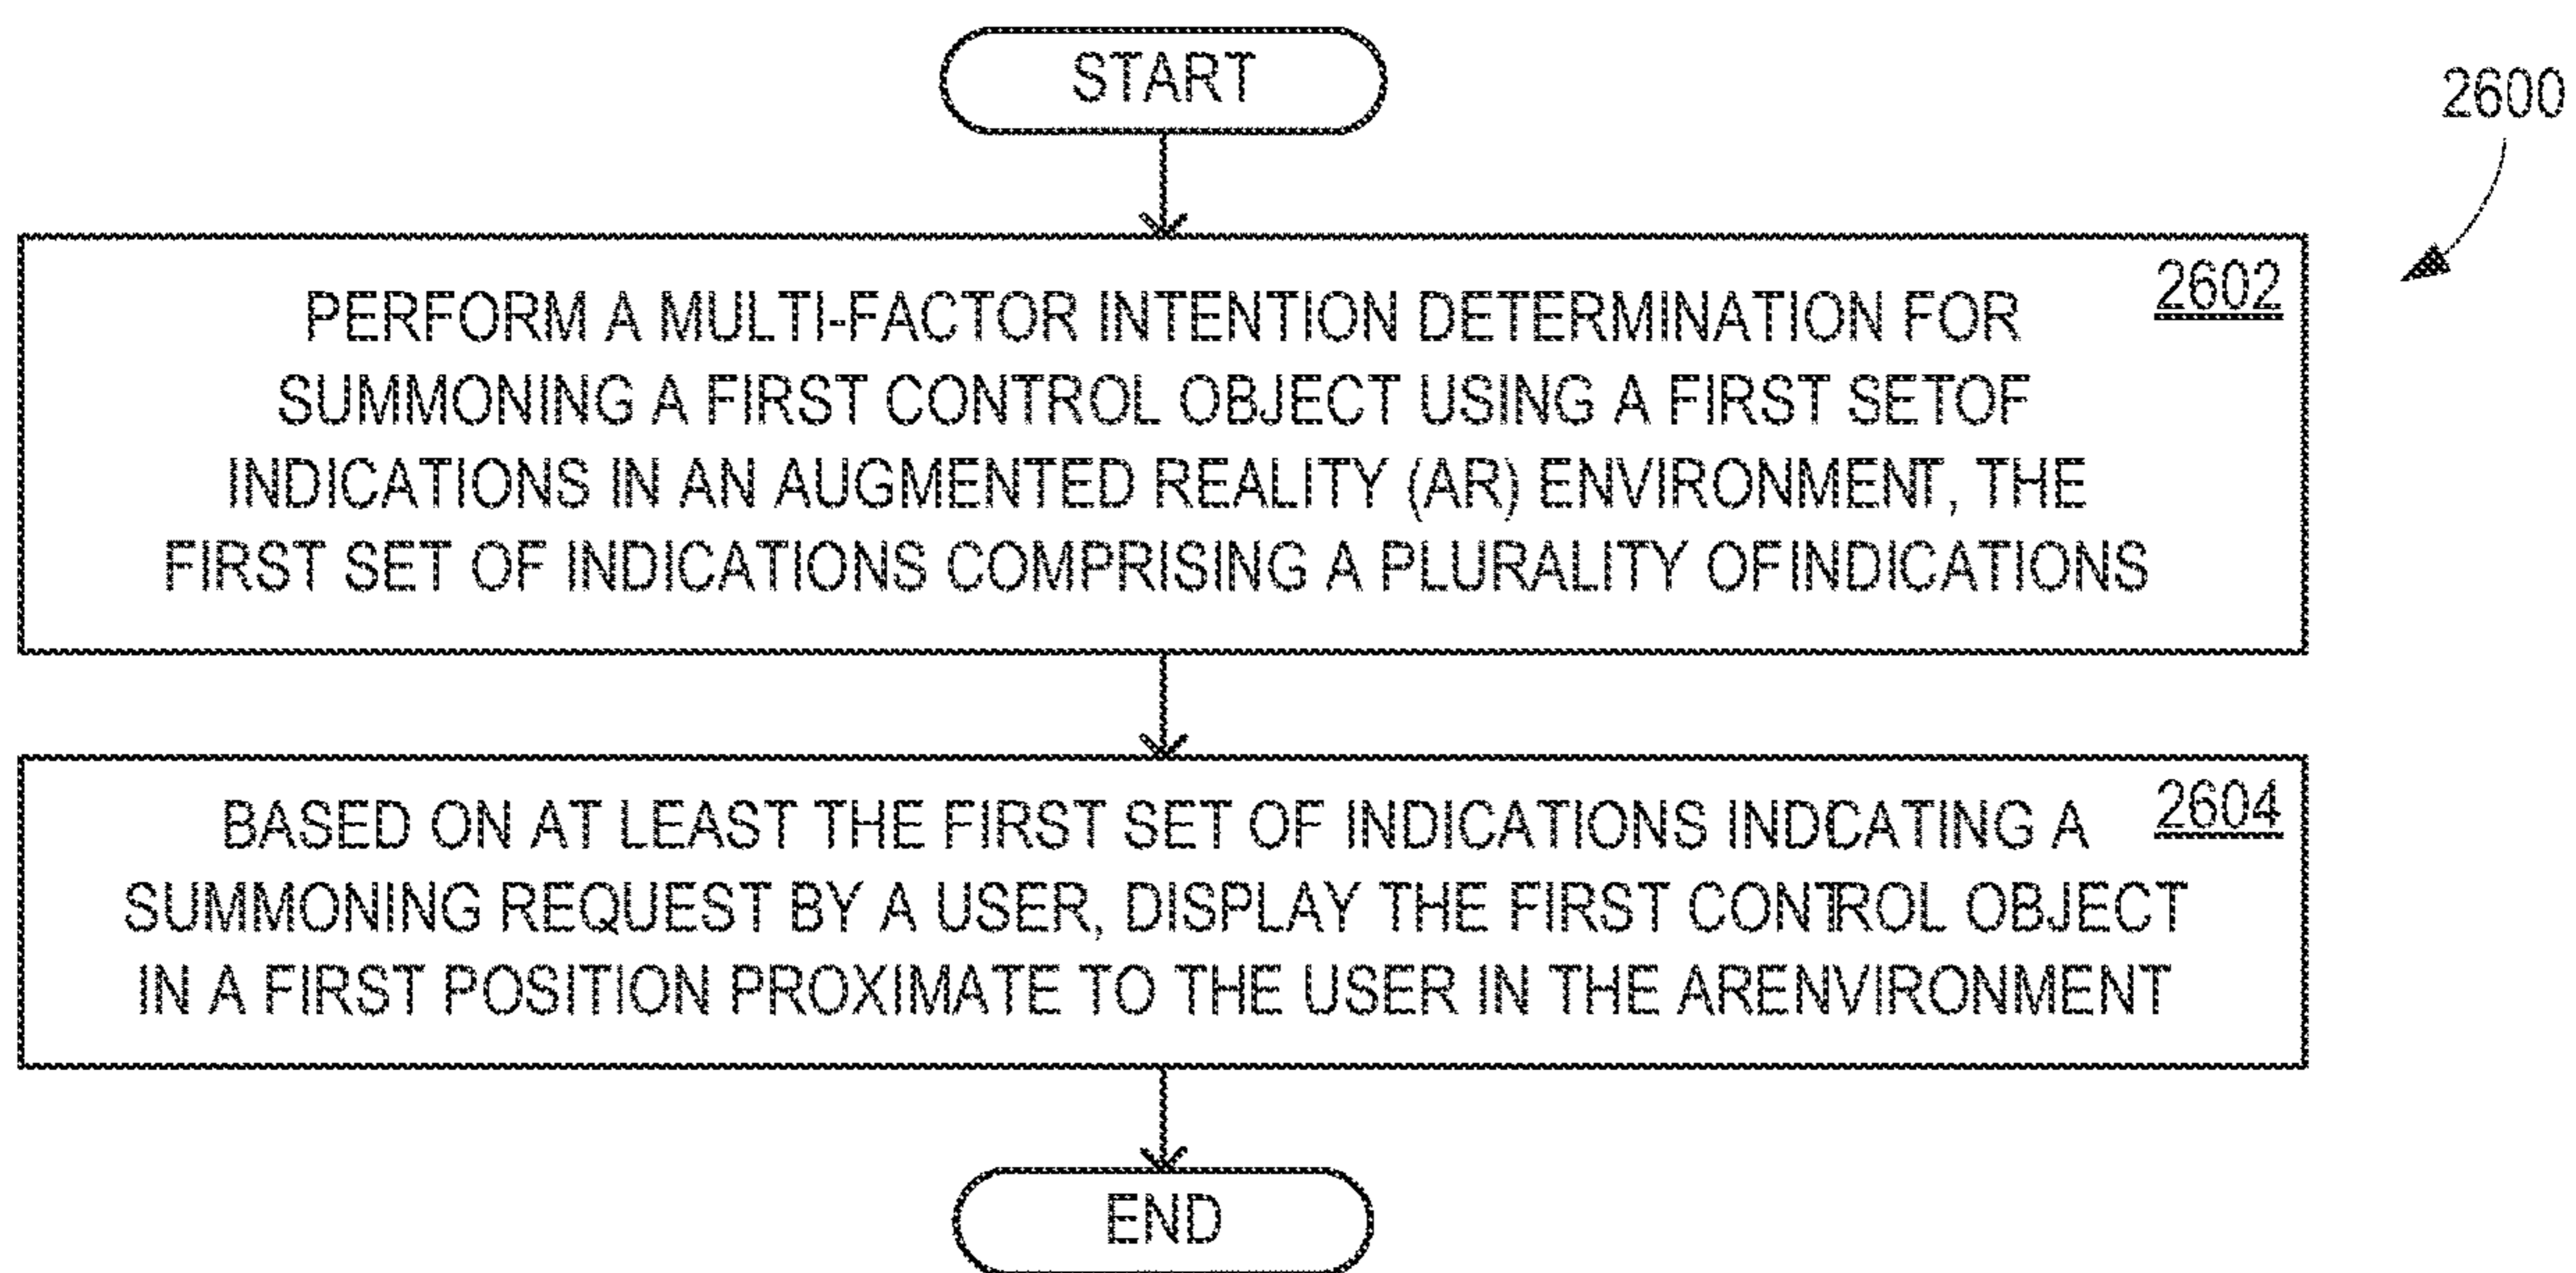 START
2600
2602
PERFORM A MULTI-FACTOR INTENTION DETERMINATION FOR
SUMMONING A FIRST CONTROL OBJECT USING A FIRST SETOF
INDICATIONS IN AN AUGMENTED REALITY (AR) ENVIRONMENT, THE
FIRST SET OF INDICATIONS COMPRISING A PLURALITY OFINDICATIONS
2604
BASED ON AT LEAST THE FIRST SET OF INDICATIONS INDICATING A
SUMMONING REQUEST BY A USER, DISPLAY THE FIRST CONTROL OBJECT
IN A FIRST POSITION PROXIMATE TO THE USER IN THE ARENVIRONMENT
END